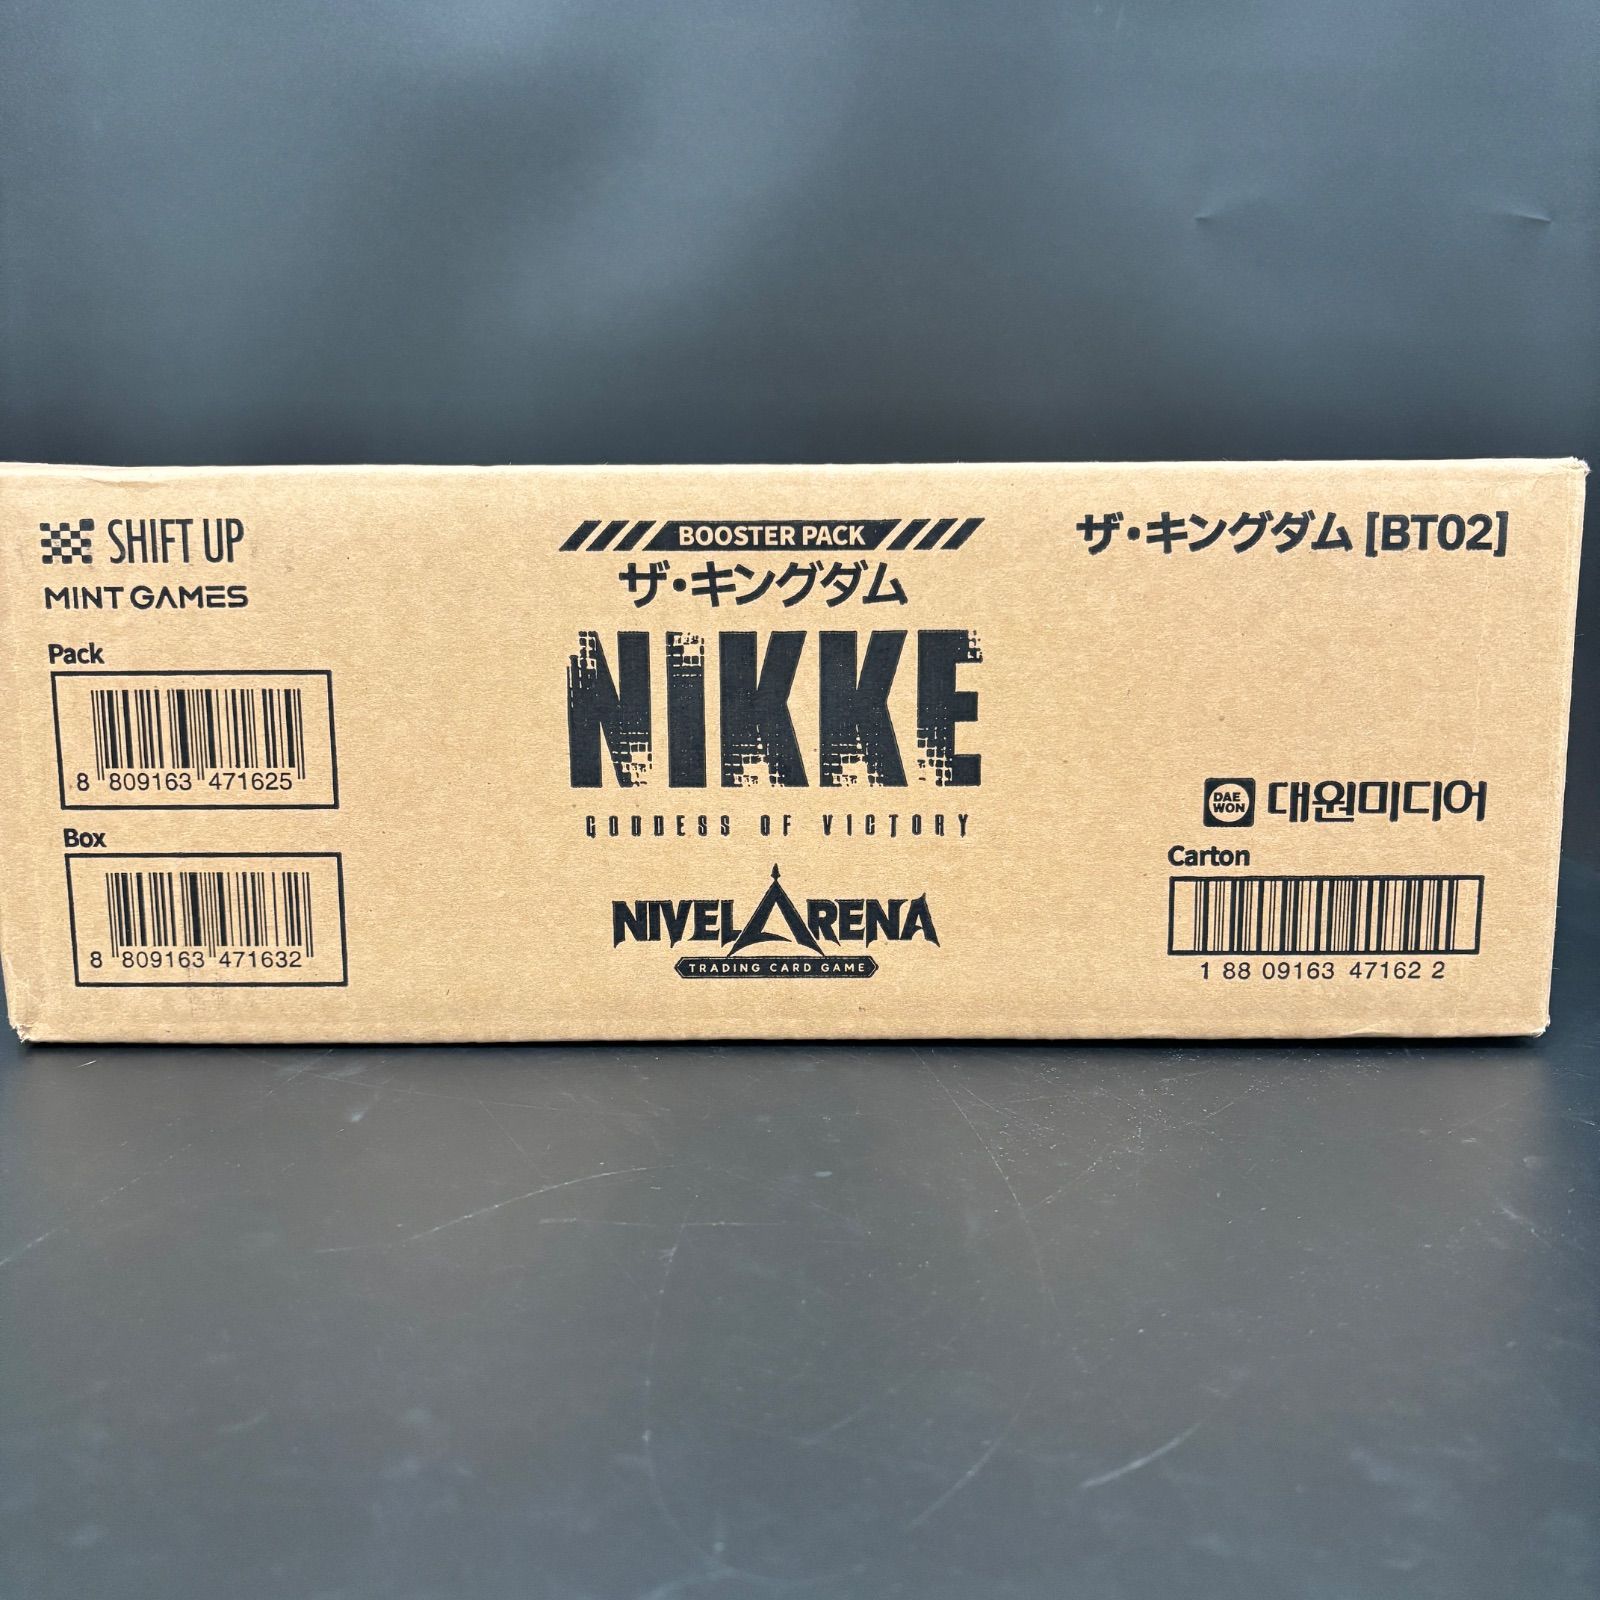 SHIFT UP
MINT GAMES
Pack
8 809163 471625
Box
8 809163 471632
BOOSTER PACK
ザ・キングダム
NIKKE
GODDESS OF VICTORY
NIVEL ARENA
TRADING CARD GAME
ザ・キングダム [BT02]
DAE WON 대원미디어
Carton
1 88 09163 47162 2